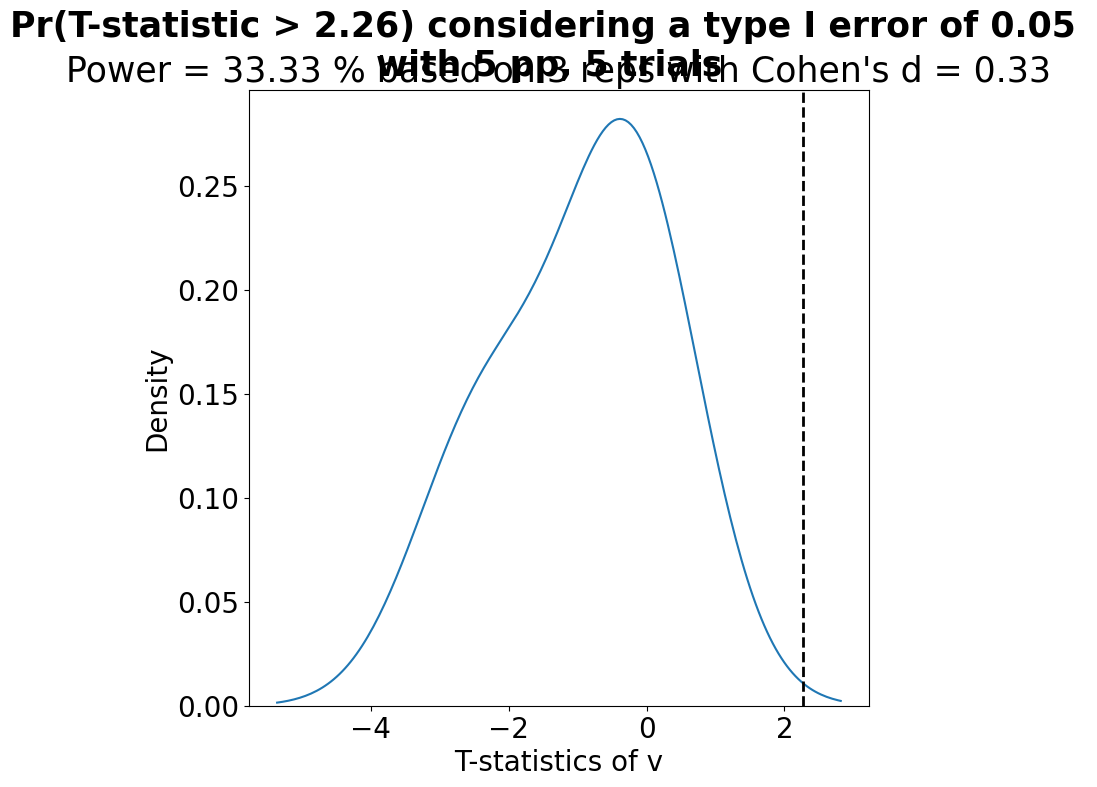 Pr(T-statistic > 2.26) considering a type I error of 0.05
with 5 pp, 5 trials
Power = 33.33 % based on 3 reps with Cohen's d = 0.33
0.25
0.20
0.15
0.10
0.05
0.00
Density
−4
−2
0
2
T-statistics of v